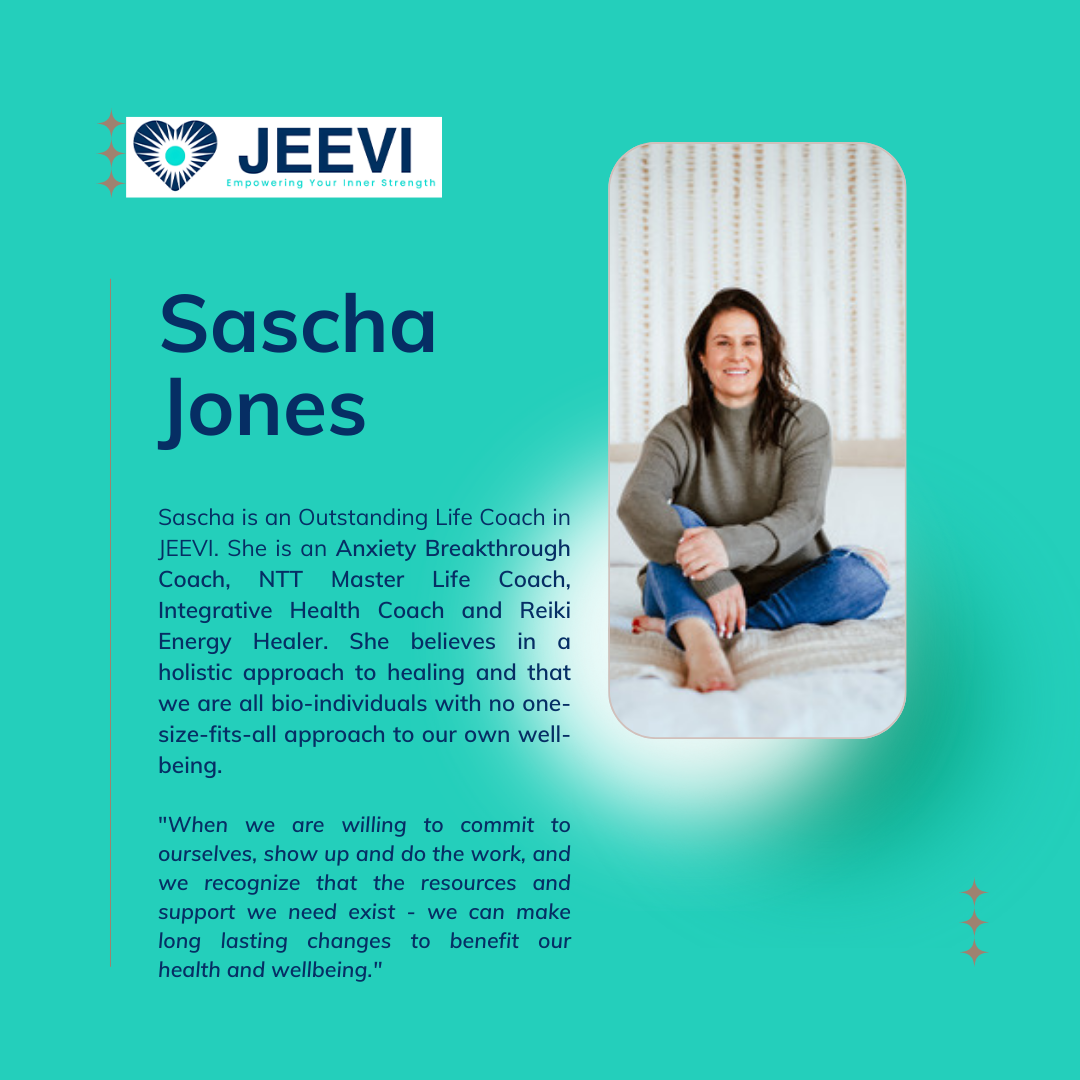 JEEVI
Empowering Your Inner Strength
Sascha
Jones
Sascha is an Outstanding Life Coach in
JEEVI. She is an Anxiety Breakthrough
Coach, NTT Master Life Coach,
Integrative Health Coach and Reiki
Energy Healer. She believes in a
holistic approach to healing and that
we are all bio-individuals with no one-
size-fits-all approach to our own well-
being.
"When we are willing to commit to
ourselves, show up and do the work, and
we recognize that the resources and
support we need exist - we can make
long lasting changes to benefit our
health and wellbeing."